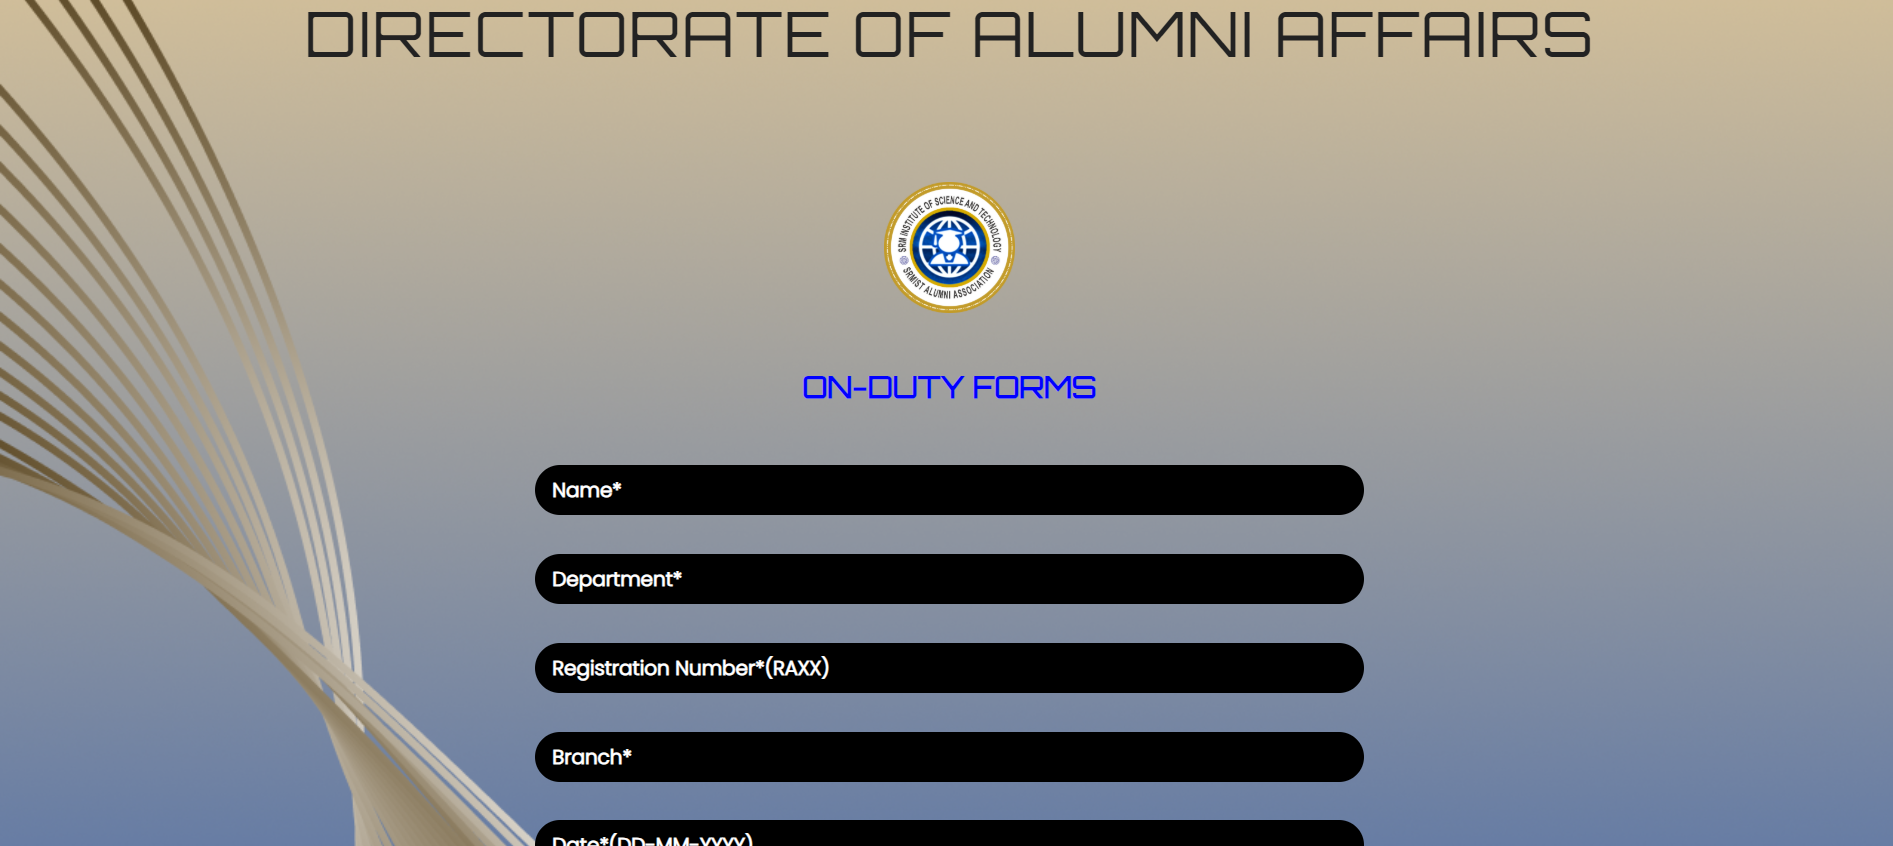 DIRECTORATE OF ALUMNI AFFAIRS
SRM INSTITUTE OF SCIENCE AND TECHNOLOGY
SRMIST ALUMNI ASSOCIATION
ON-DUTY FORMS
Name*
Department*
Registration Number*(RAXX)
Branch*
Date*(DD-MM-YYYY)